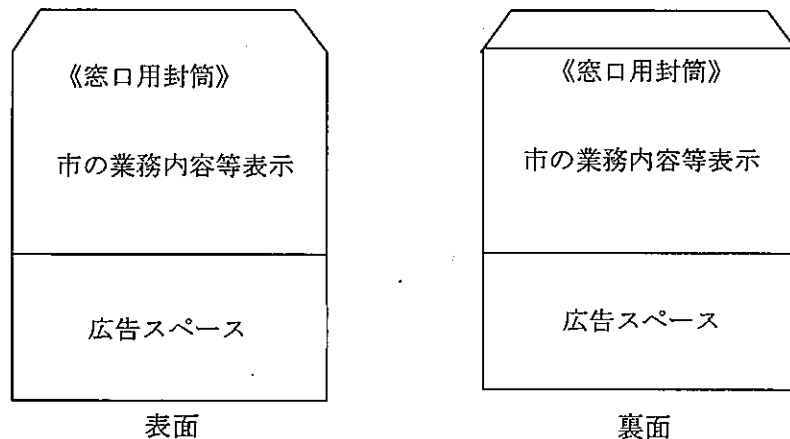 《窓口用封筒》
市の業務内容等表示
広告スペース
表面
《窓口用封筒》
市の業務内容等表示
広告スペース
裏面